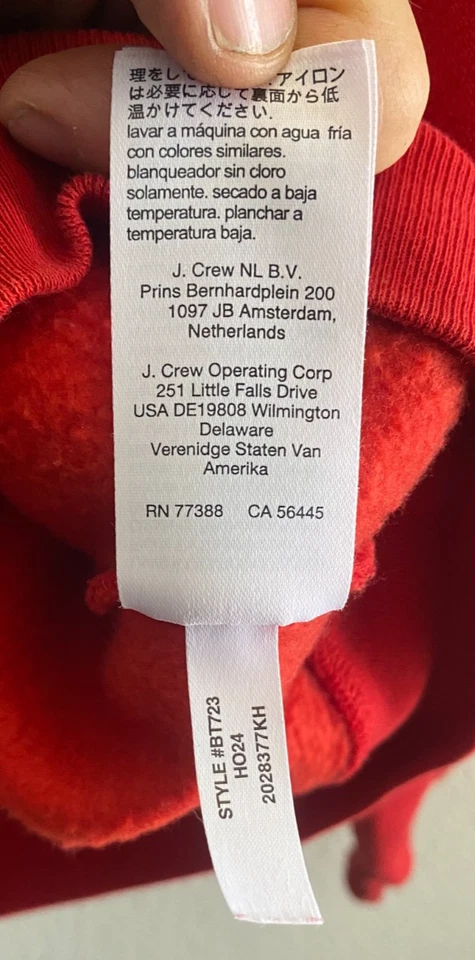 理をし アイロン
は必要に応じて裏面から低
温かけてください.
lavar a máquina con agua fría
con colores similares.
blanqueador sin cloro
solamente. secado a baja
temperatura. planchar a
temperatura baja.
J. Crew NL B.V.
Prins Bernhardplein 200
1097 JB Amsterdam,
Netherlands
J. Crew Operating Corp
251 Little Falls Drive
USA DE19808 Wilmington
Delaware
Verenidge Staten Van
Amerika
RN 77388 CA 56445
STYLE #BT723
HO24
2028377KH